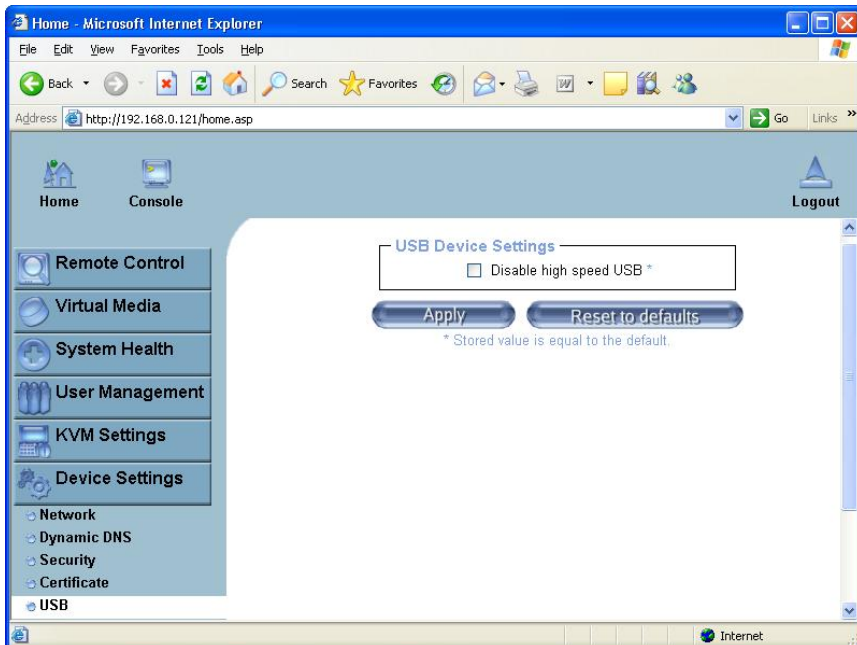 Home - Microsoft Internet Explorer
File Edit View Favorites Tools Help
Back Search Favorites W
Address http://192.168.0.121/home.asp Go Links »
Home Console Logout
Remote Control
Virtual Media
System Health
User Management
KVM Settings
Device Settings
Network
Dynamic DNS
Security
Certificate
USB
USB Device Settings
Disable high speed USB *
Apply Reset to defaults
* Stored value is equal to the default.
Internet